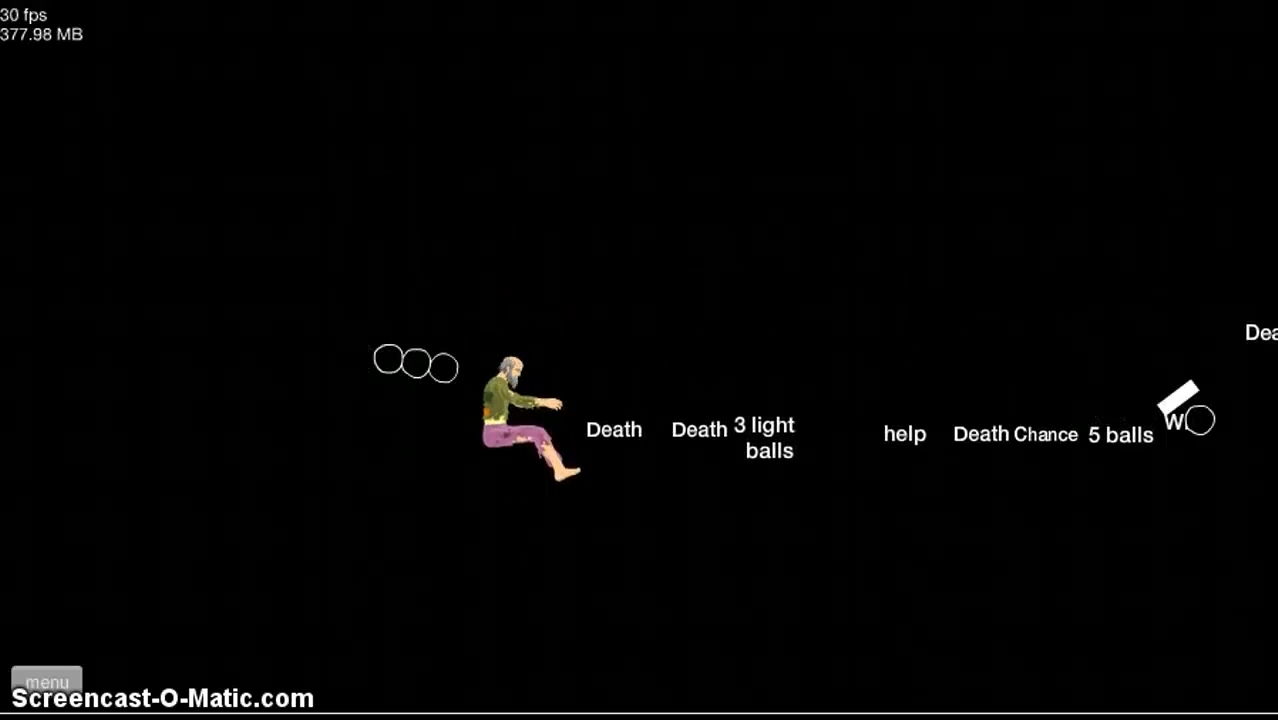 30 fps
377.98 MB
Dea
Death
Death
3 light
balls
help
Death
Chance
5 balls
menu
Screencast-O-Matic.com